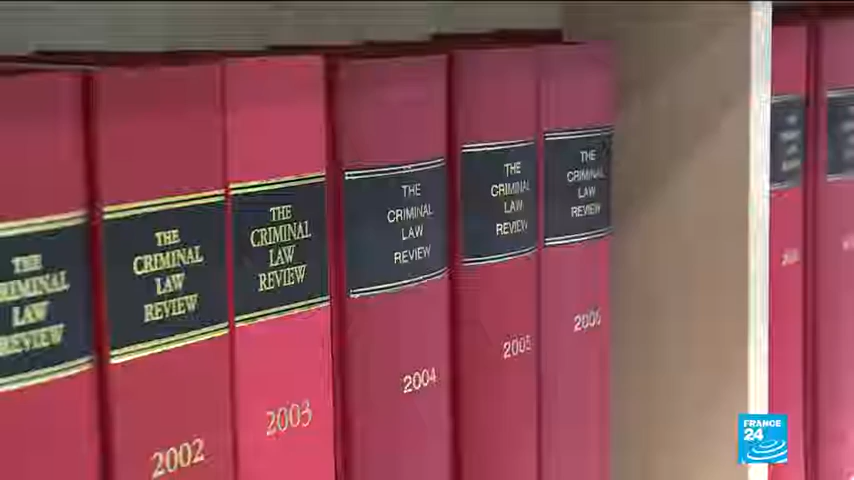 THE
CRIMINAL
LAW
REVIEW
THE
CRIMINAL
LAW
REVIEW
2002
THE
CRIMINAL
LAW
REVIEW
2003
THE
CRIMINAL
LAW
REVIEW
2004
THE
CRIMINAL
LAW
REVIEW
2005
THE
CRIMINAL
LAW
REVIEW
2006
FRANCE
24